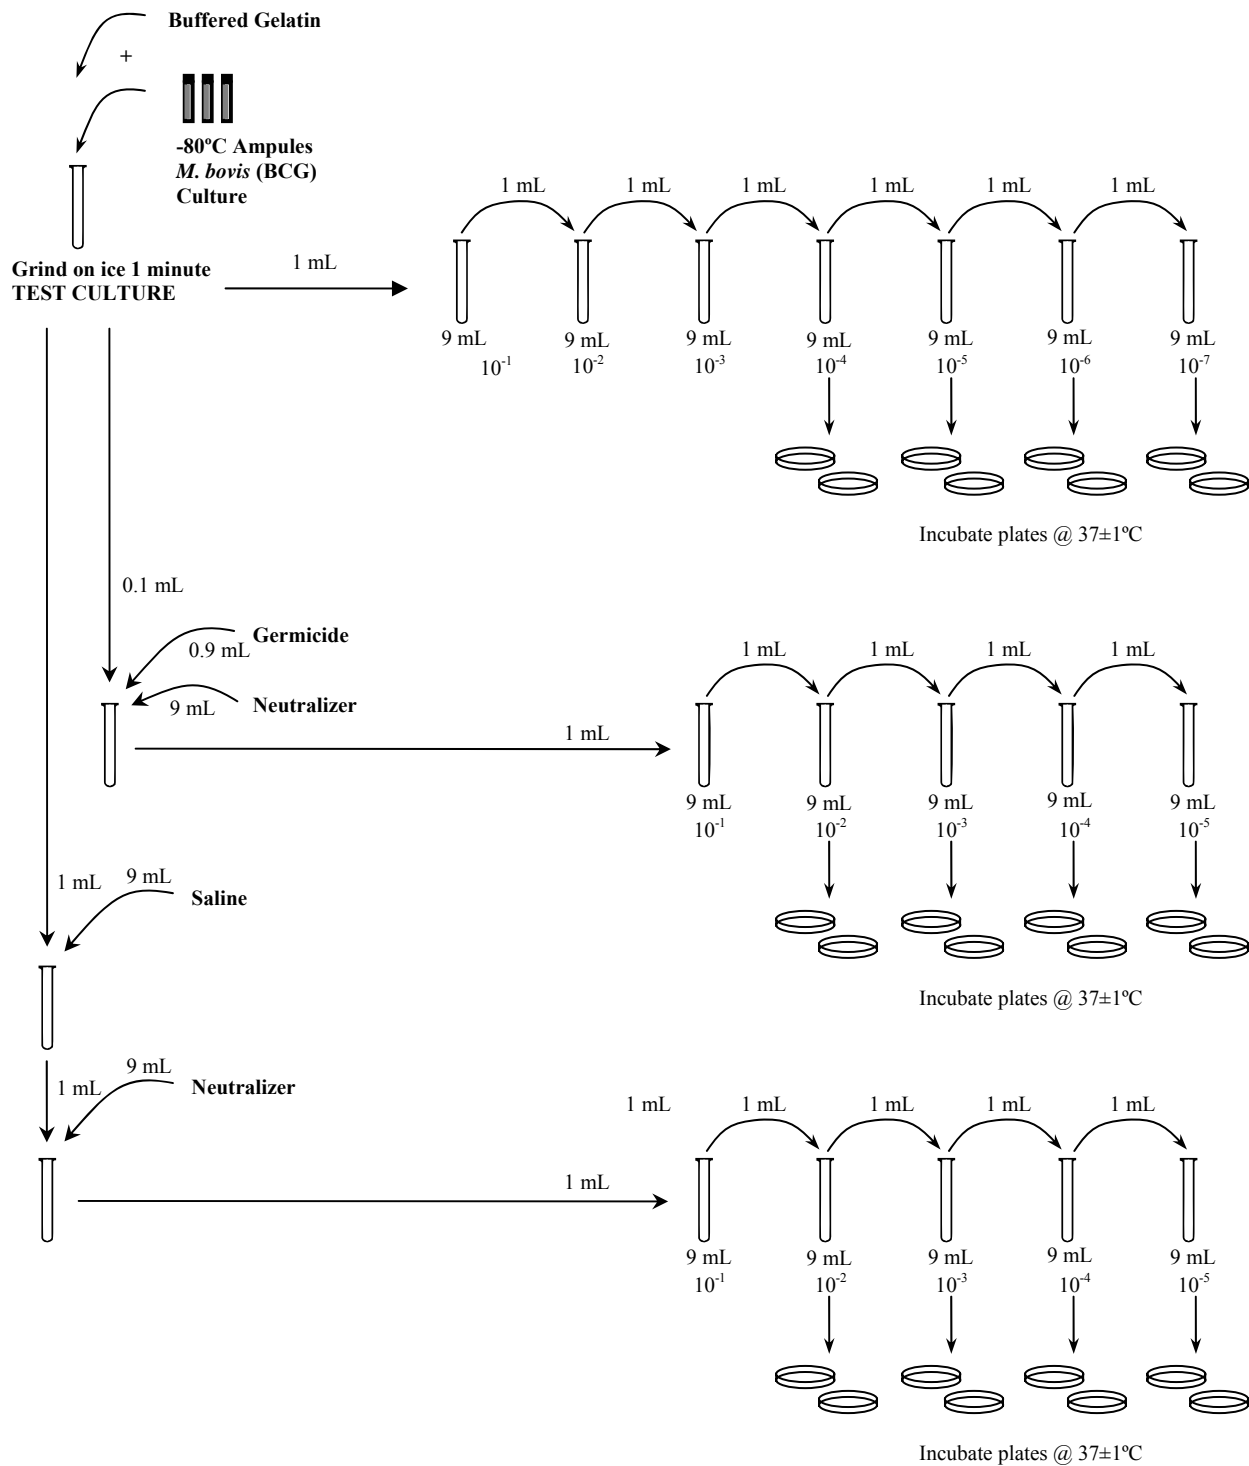 Buffered Gelatin
+
-80ºC Ampules
M. bovis (BCG)
Culture
Grind on ice 1 minute
TEST CULTURE
1 mL
1 mL 1 mL 1 mL 1 mL 1 mL 1 mL
9 mL 9 mL 9 mL 9 mL 9 mL 9 mL 9 mL
10-1 10-2 10-3 10-4 10-5 10-6 10-7
Incubate plates @ 37±1ºC
0.1 mL
Germicide
0.9 mL
Neutralizer
9 mL
1 mL
1 mL 1 mL 1 mL 1 mL
9 mL 9 mL 9 mL 9 mL 9 mL
10-1 10-2 10-3 10-4 10-5
Incubate plates @ 37±1ºC
1 mL 9 mL
Saline
1 mL 9 mL
Neutralizer
1 mL
1 mL 1 mL 1 mL 1 mL 1 mL
9 mL 9 mL 9 mL 9 mL 9 mL
10-1 10-2 10-3 10-4 10-5
Incubate plates @ 37±1ºC